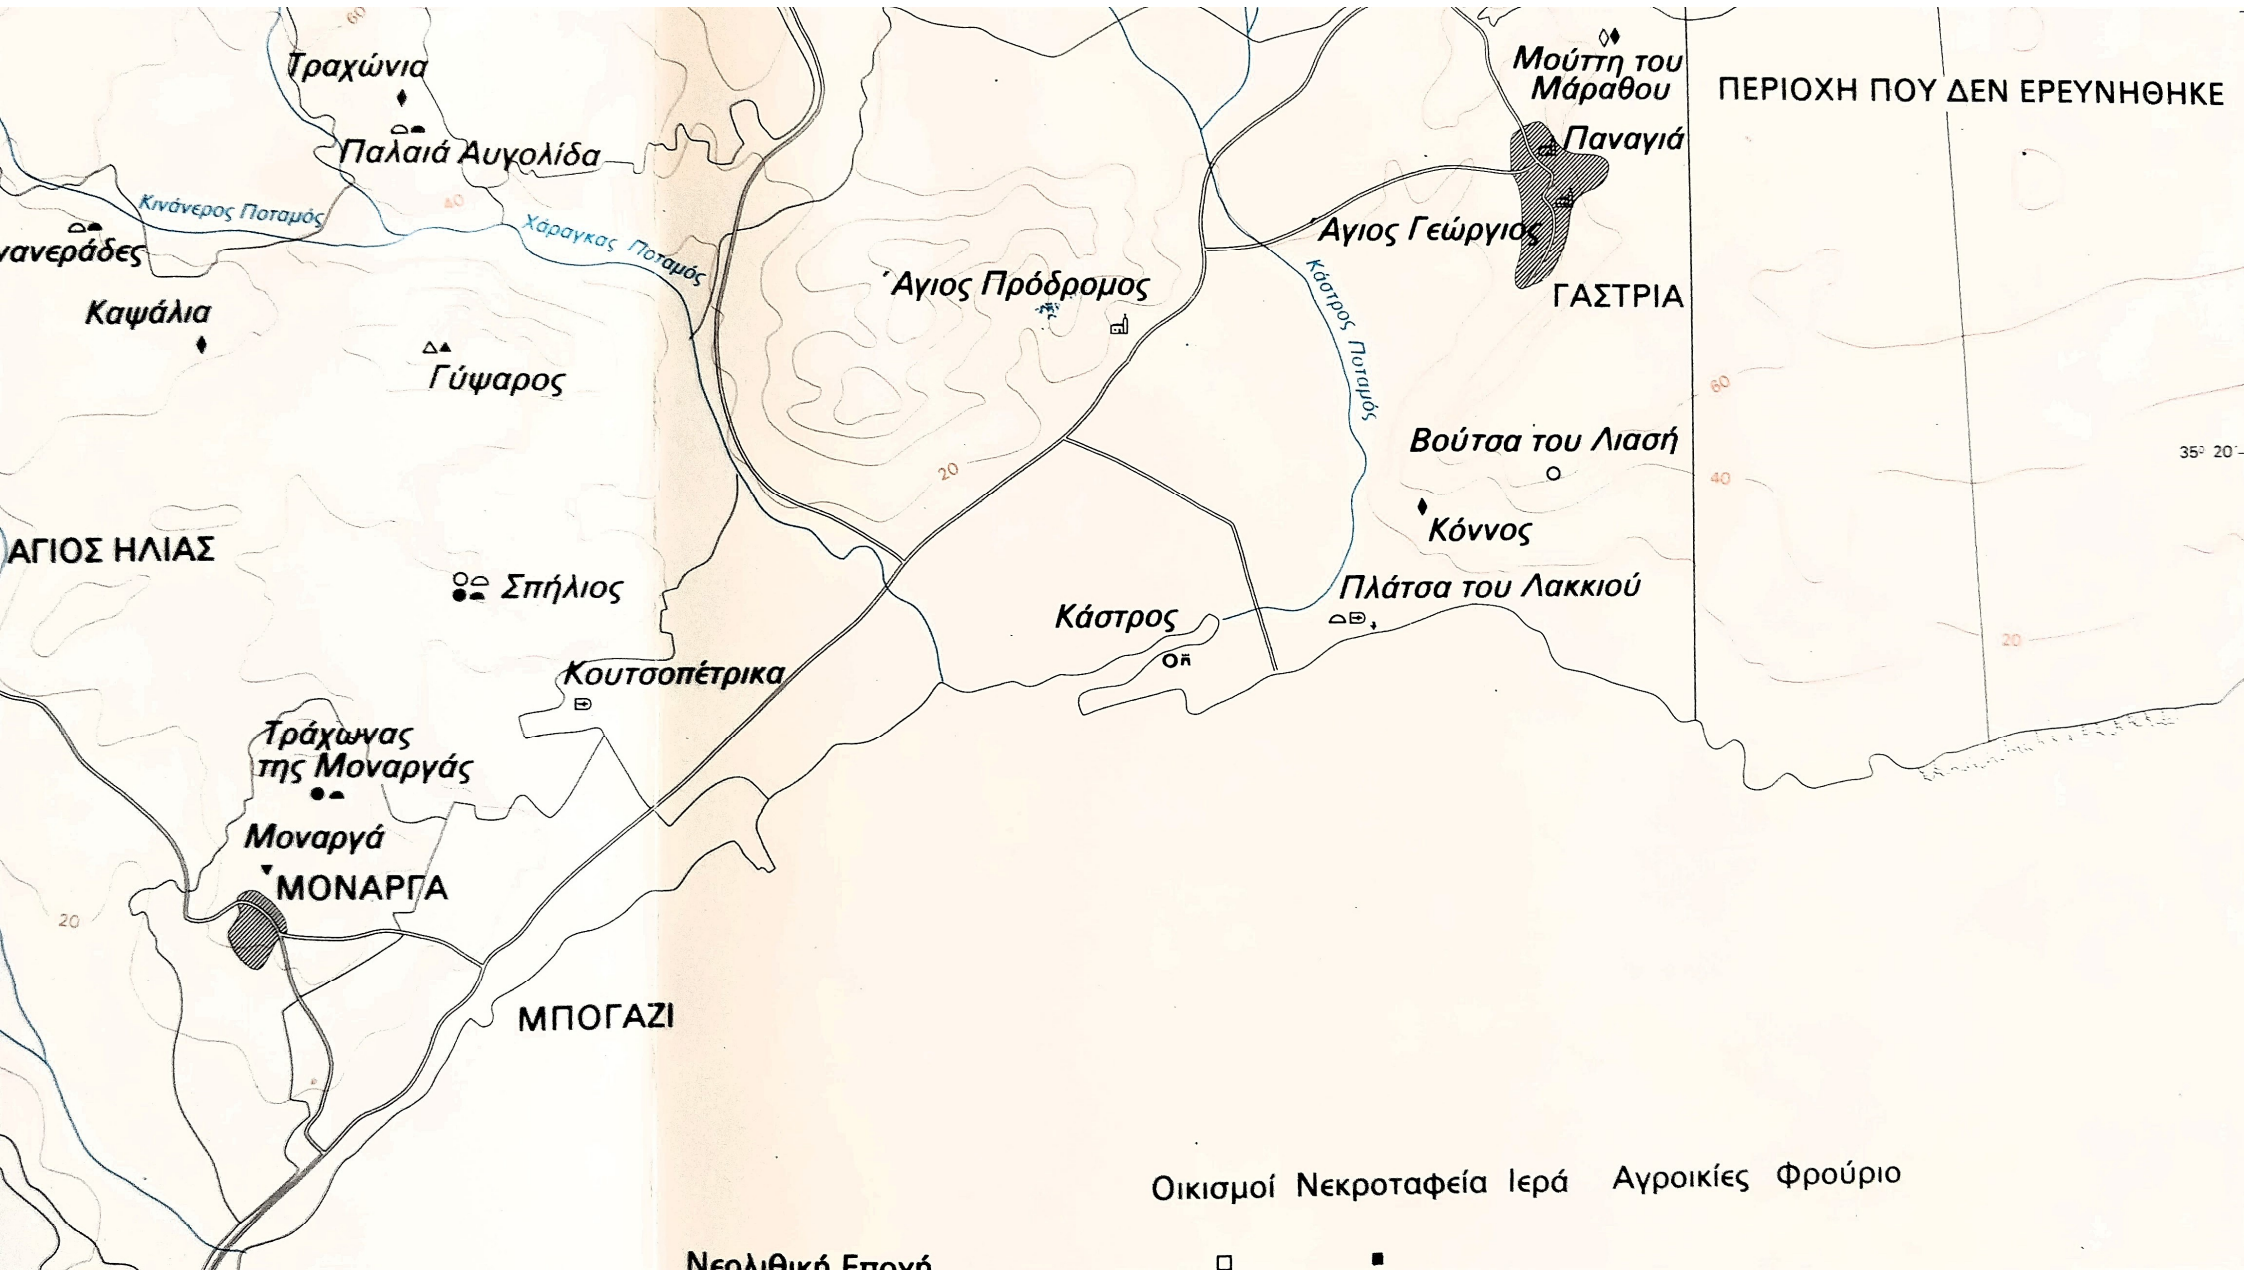 60
Τραχώνια
Μούττη του
Μάραθου
ΠΕΡΙΟΧΗ ΠΟΥ ΔΕΝ ΕΡΕΥΝΗΘΗΚΕ
Παλαιά Αυγολίδα
Παναγιά
Κινάνερος Ποταμός
40
Χάραγκας Ποταμός
Άγιος Γεώργιος
Καψάλια
Άγιος Πρόδρομος
ΓΑΣΤΡΙΑ
Κάστρος Ποταμός
Γύψαρος
60
Βούτσα του Λιασή
35º 20΄
20
40
Κόννος
ΑΓΙΟΣ ΗΛΙΑΣ
Σπήλιος
Πλάτσα του Λακκιού
Κάστρος
20
Κουτσοπέτρικα
Τράχωνας
της Μοναργάς
Μοναργά
ΜΟΝΑΡΓΑ
20
ΜΠΟΓΑΖΙ
Οικισμοί Νεκροταφεία Ιερά Αγροικίες Φρούριο
Νεολιθική Εποχή